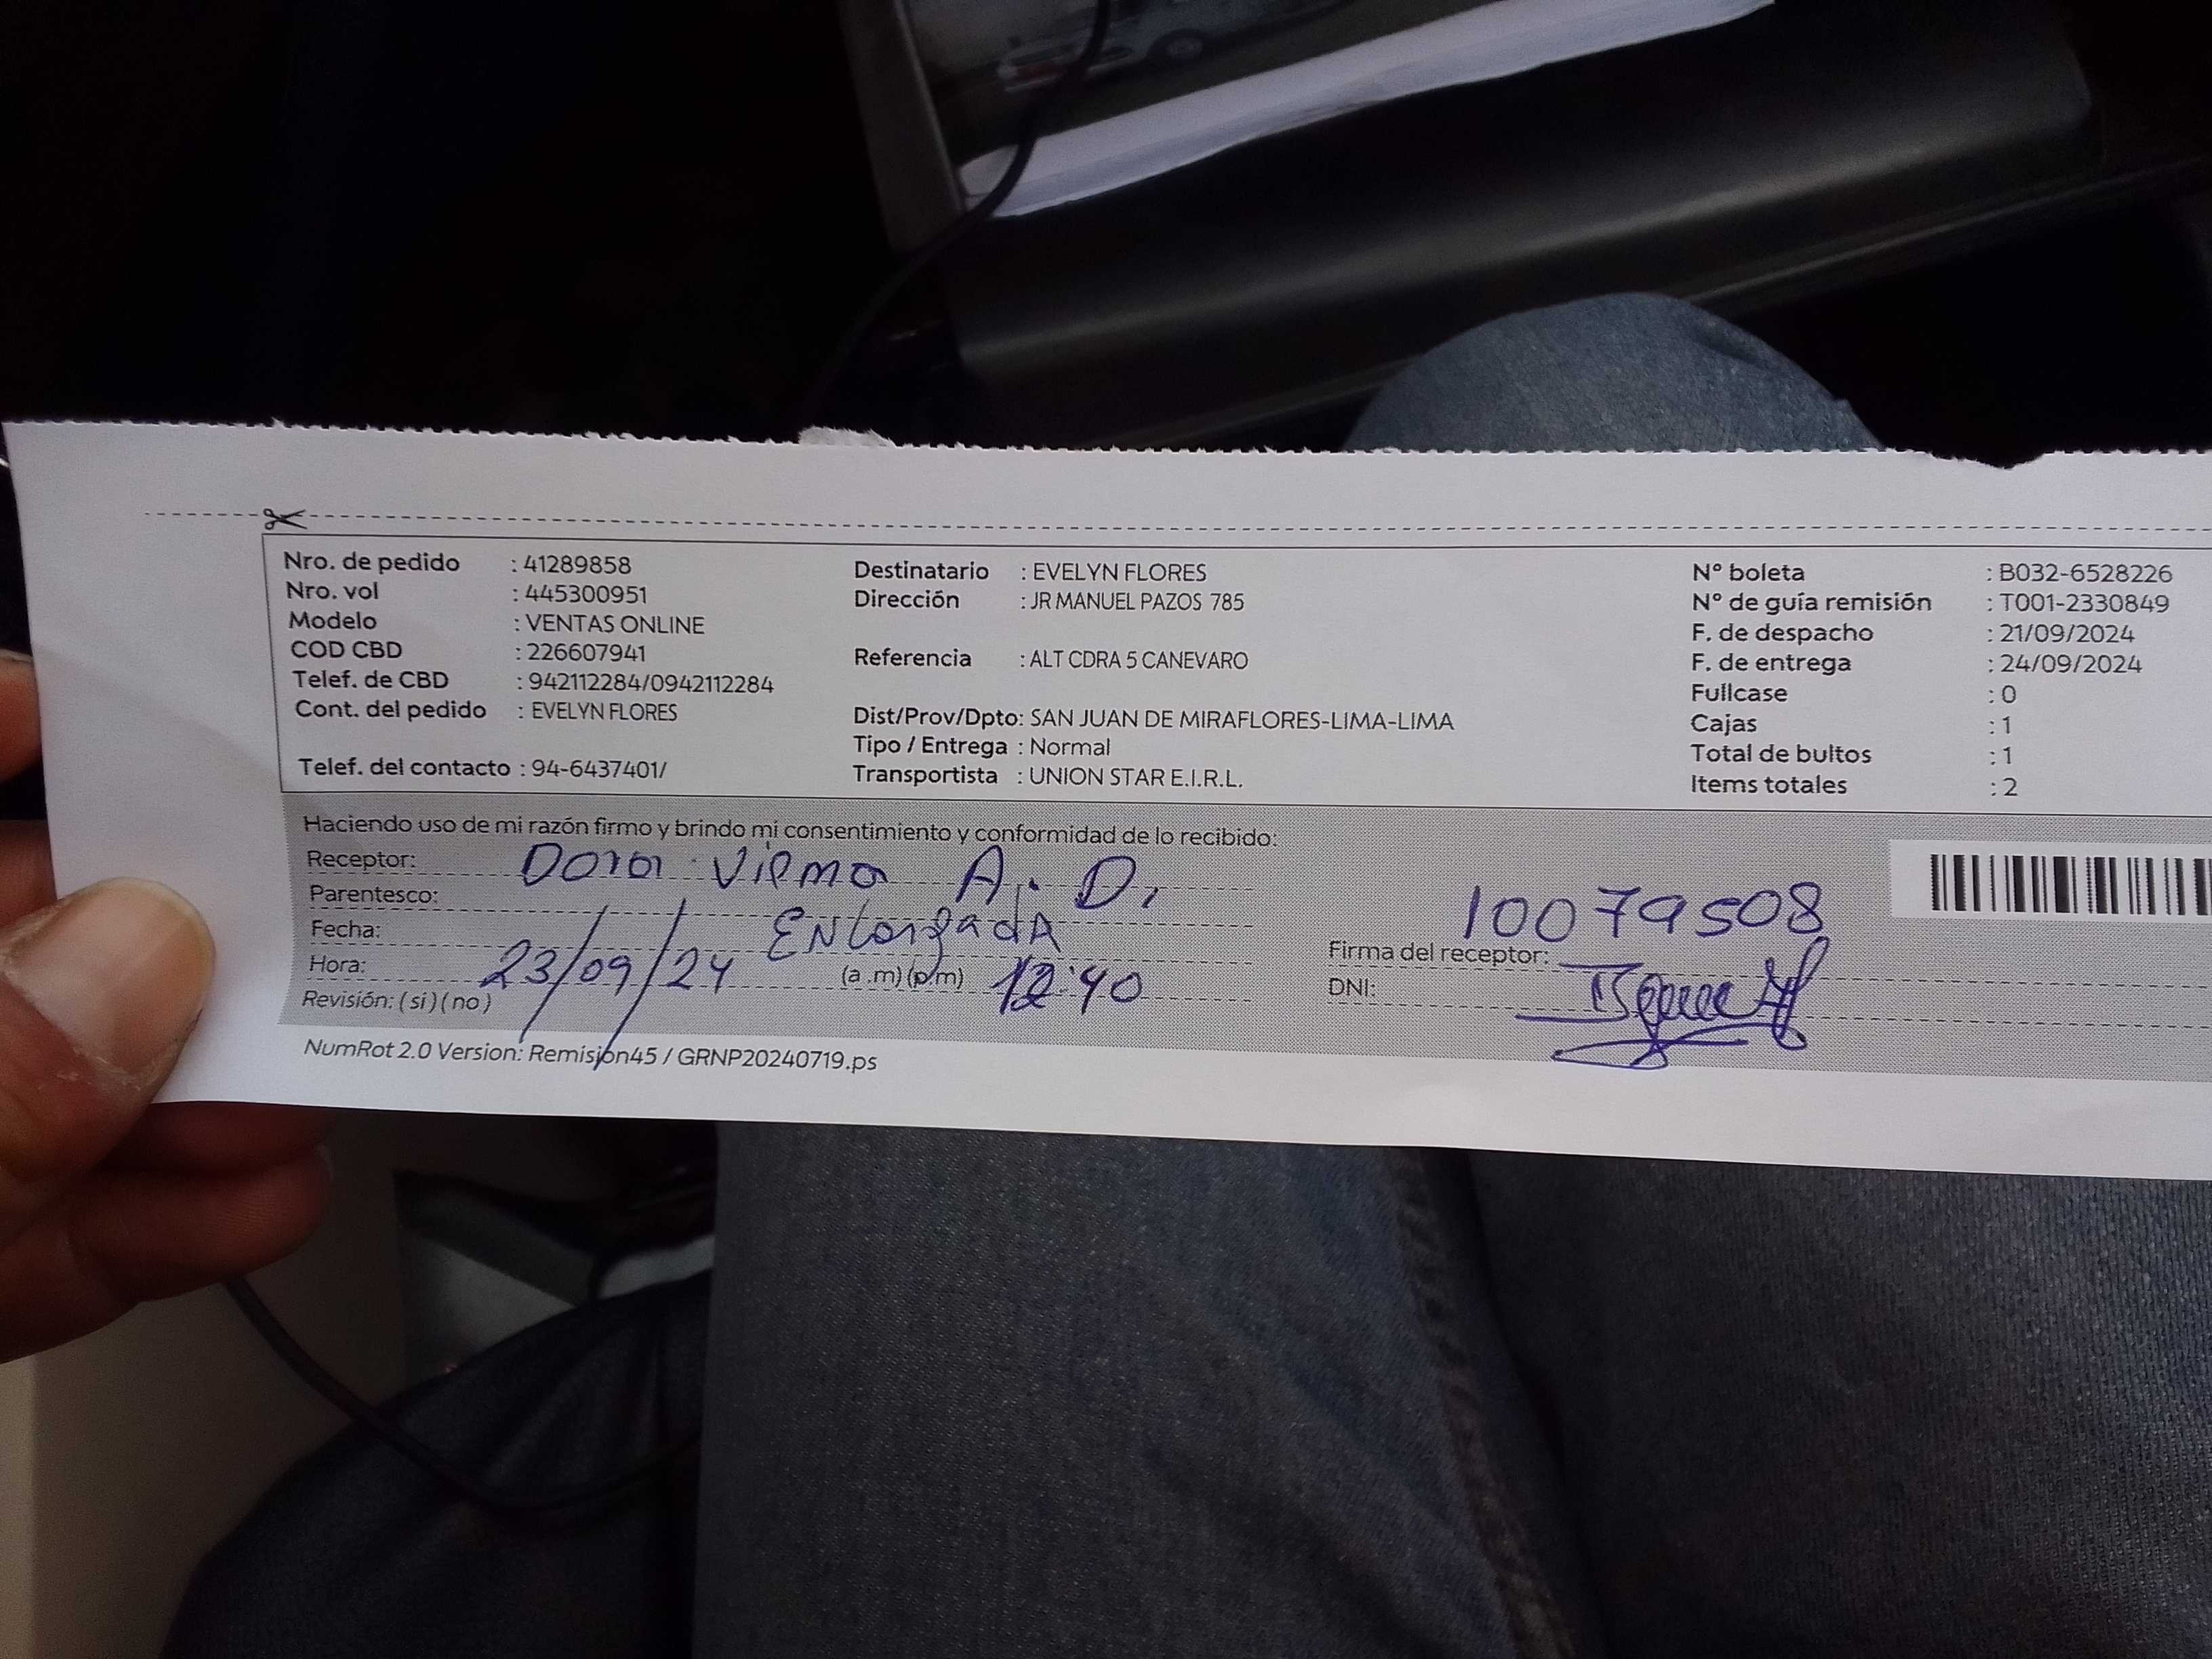 Nro. de pedido : 41289858
Nro. vol : 445300951
Modelo : VENTAS ONLINE
COD CBD : 226607941
Telef. de CBD : 942112284/0942112284
Cont. del pedido : EVELYN FLORES
Telef. del contacto : 94-6437401/
Destinatario : EVELYN FLORES
Dirección : JR MANUEL PAZOS 785
Referencia : ALT CDRA 5 CANEVARO
Dist/Prov/Dpto: SAN JUAN DE MIRAFLORES-LIMA-LIMA
Tipo / Entrega : Normal
Transportista : UNION STAR E.I.R.L.
Nº boleta : B032-6528226
Nº de guía remisión : T001-2330849
F. de despacho : 21/09/2024
F. de entrega : 24/09/2024
Fullcase : 0
Cajas : 1
Total de bultos : 1
Items totales : 2
Haciendo uso de mi razón firmo y brindo mi consentimiento y conformidad de lo recibido:
Receptor: Dora Vilma A. D.
Parentesco:
Fecha: EncargadA
Hora: 23/09/24 (a.m) (p.m) 12:40
Revisión: (si) (no)
10079508
Firma del receptor:
DNI:
NumRot 2.0 Version: Remision45 / GRNP20240719.ps